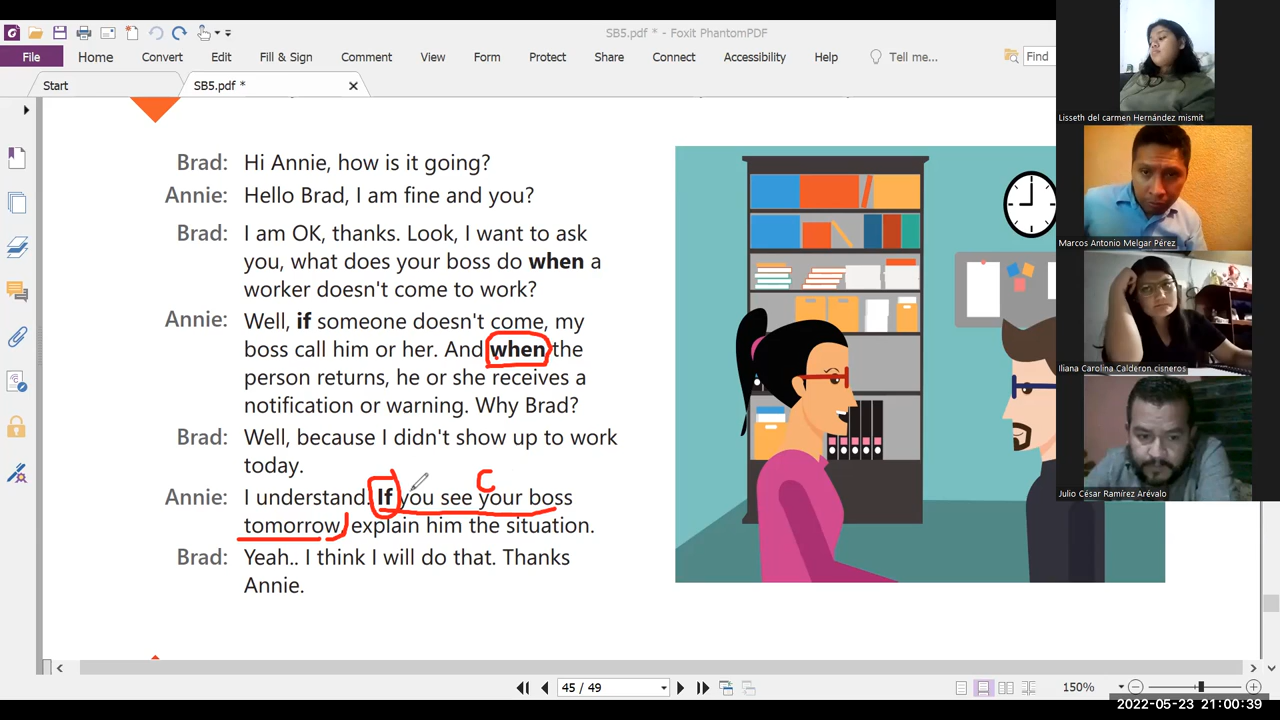 SB5.pdf * - Foxit PhantomPDF
File Home Convert Edit Fill & Sign Comment View Form Protect Share Connect Accessibility Help Tell me... Find
Start SB5.pdf *
Brad: Hi Annie, how is it going?
Annie: Hello Brad, I am fine and you?
Brad: I am OK, thanks. Look, I want to ask
you, what does your boss do when a
worker doesn't come to work?
Annie: Well, if someone doesn't come, my
boss call him or her. And when the
person returns, he or she receives a
notification or warning. Why Brad?
Brad: Well, because I didn't show up to work
today.
C
Annie: I understand. If you see your boss
tomorrow, explain him the situation.
Brad: Yeah.. I think I will do that. Thanks
Annie.
Lisseth del carmen Hernández mismit
Marcos Antonio Melgar Pérez
Iliana Carolina Calderon cisneros
Julio César Ramírez Arévalo
45 / 49
150%
2022-05-23 21:00:39